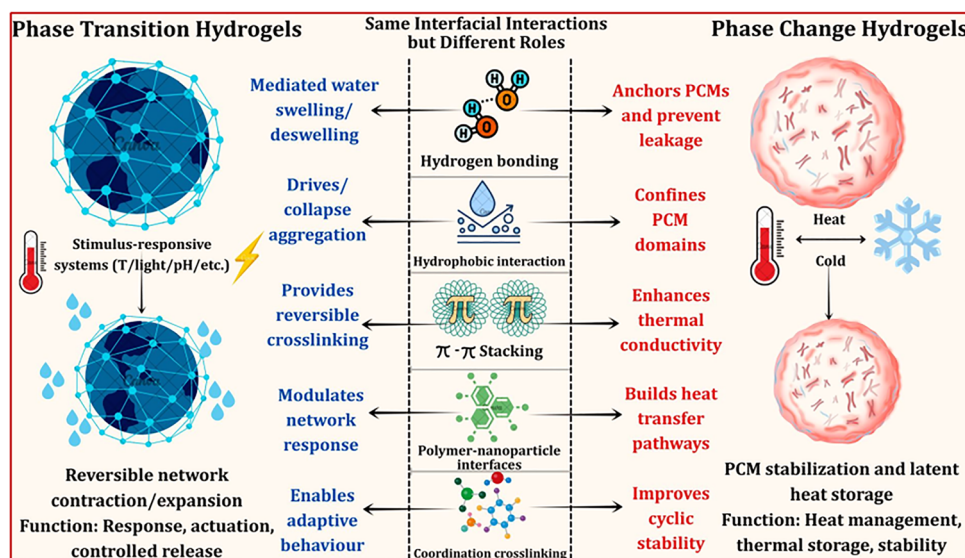 Phase Transition Hydrogels
Same Interfacial Interactions
but Different Roles
Phase Change Hydrogels
Mediated water
swelling/
deswelling
H
H
O
H
O
H
Hydrogen bonding
Anchors PCMs
and prevent
leakage
Canva
Drives/
collapse
aggregation
Hydrophobic interaction
Confines
PCM
domains
Stimulus-responsive
systems (T/light/pH/etc.)
Heat
Cold
Provides
reversible
crosslinking
π π
π -π Stacking
Enhances
thermal
conductivity
Canva
Modulates
network
response
Polymer-nanoparticle
interfaces
Builds heat
transfer
pathways
Reversible network
contraction/expansion
Function: Response, actuation,
controlled release
Enables
adaptive
behaviour
Coordination crosslinking
Improves
cyclic
stability
PCM stabilization and latent
heat storage
Function: Heat management,
thermal storage, stability